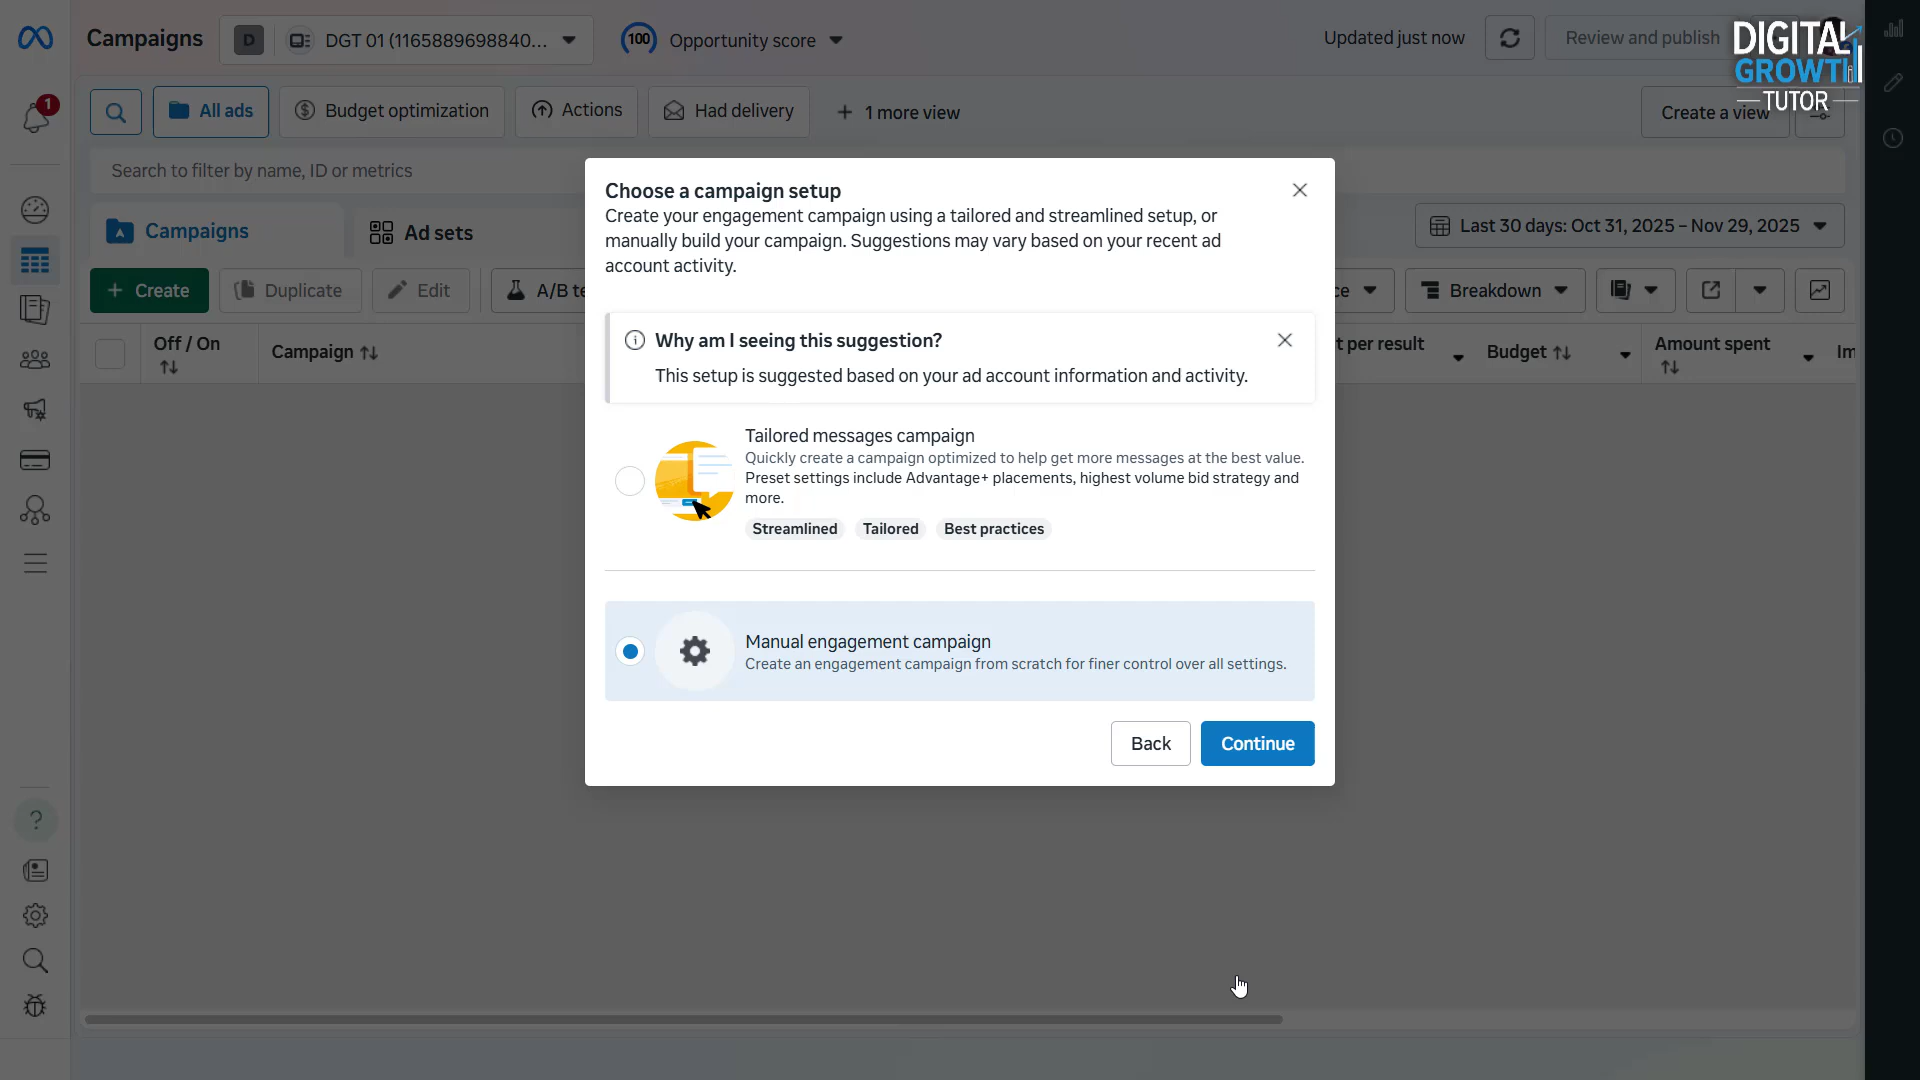 Campaigns
D
DGT 01 (1165889698840...
100
Opportunity score
Updated just now
Review and publish
DIGITAL
GROWTH
TUTOR
1
All ads
Budget optimization
Actions
Had delivery
+ 1 more view
Create a view
Search to filter by name, ID or metrics
Campaigns
Ad sets
Last 30 days: Oct 31, 2025 – Nov 29, 2025
+ Create
Duplicate
Edit
A/B te
ce
Breakdown
Off / On
Campaign
t per result
Budget
Amount spent
Im
Choose a campaign setup
Create your engagement campaign using a tailored and streamlined setup, or
manually build your campaign. Suggestions may vary based on your recent ad
account activity.
Why am I seeing this suggestion?
This setup is suggested based on your ad account information and activity.
Tailored messages campaign
Quickly create a campaign optimized to help get more messages at the best value.
Preset settings include Advantage+ placements, highest volume bid strategy and
more.
Streamlined
Tailored
Best practices
Manual engagement campaign
Create an engagement campaign from scratch for finer control over all settings.
Back
Continue